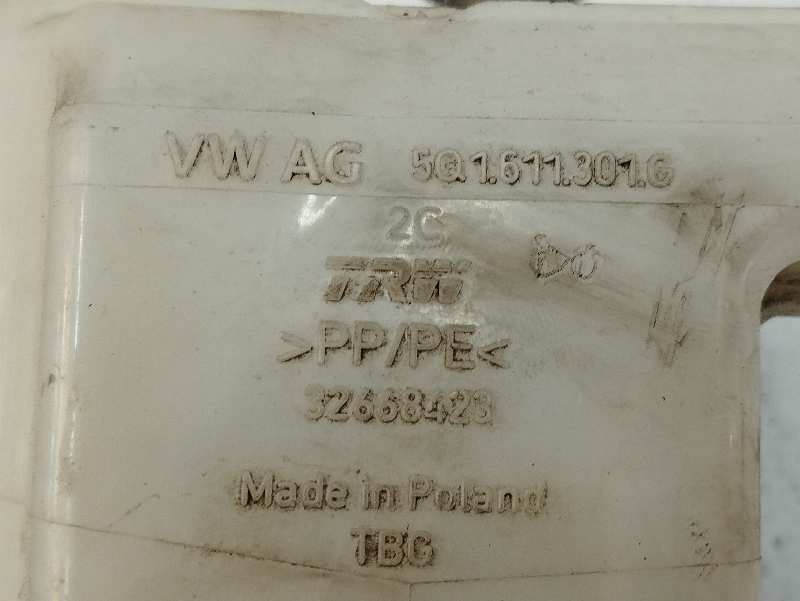 VW AG 5Q1.611.301.G
2C
TRW
>PP/PE<
32668423
Made in Poland
TBG